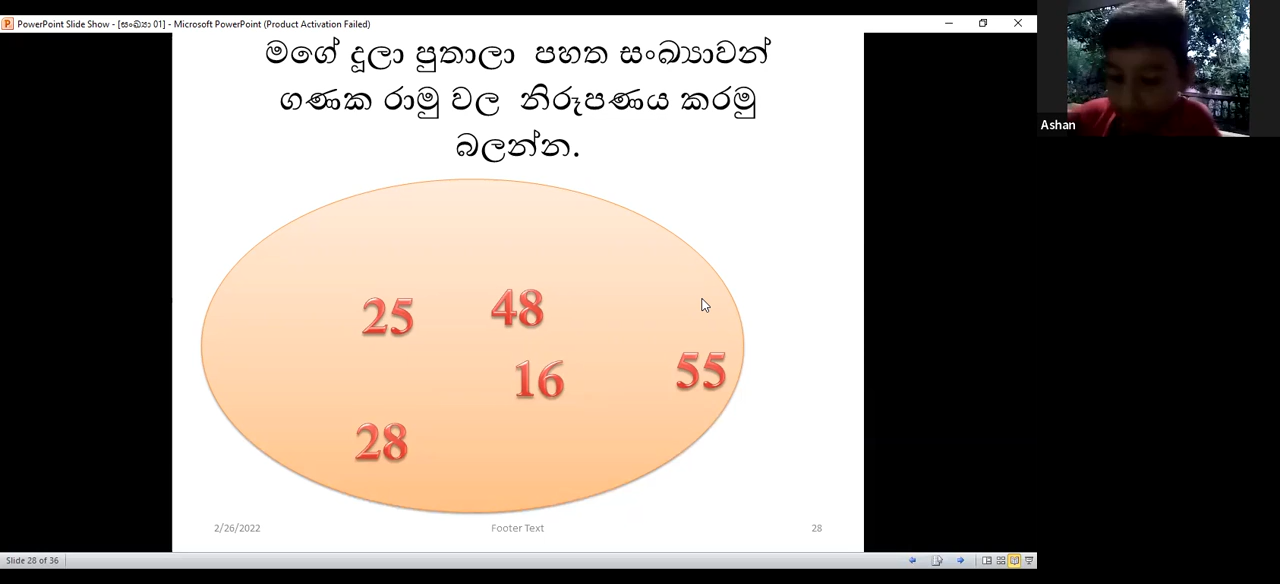 PowerPoint Slide Show - [සංඛ්‍යා 01] - Microsoft PowerPoint (Product Activation Failed)
මගේ දූලා පුතාලා පහත සංඛ්‍යාවන්
ගණක රාමු වල නිරූපණය කරමු
බලන්න.
Ashan
25 48
16
55
28
2/26/2022 Footer Text 28
Slide 28 of 36